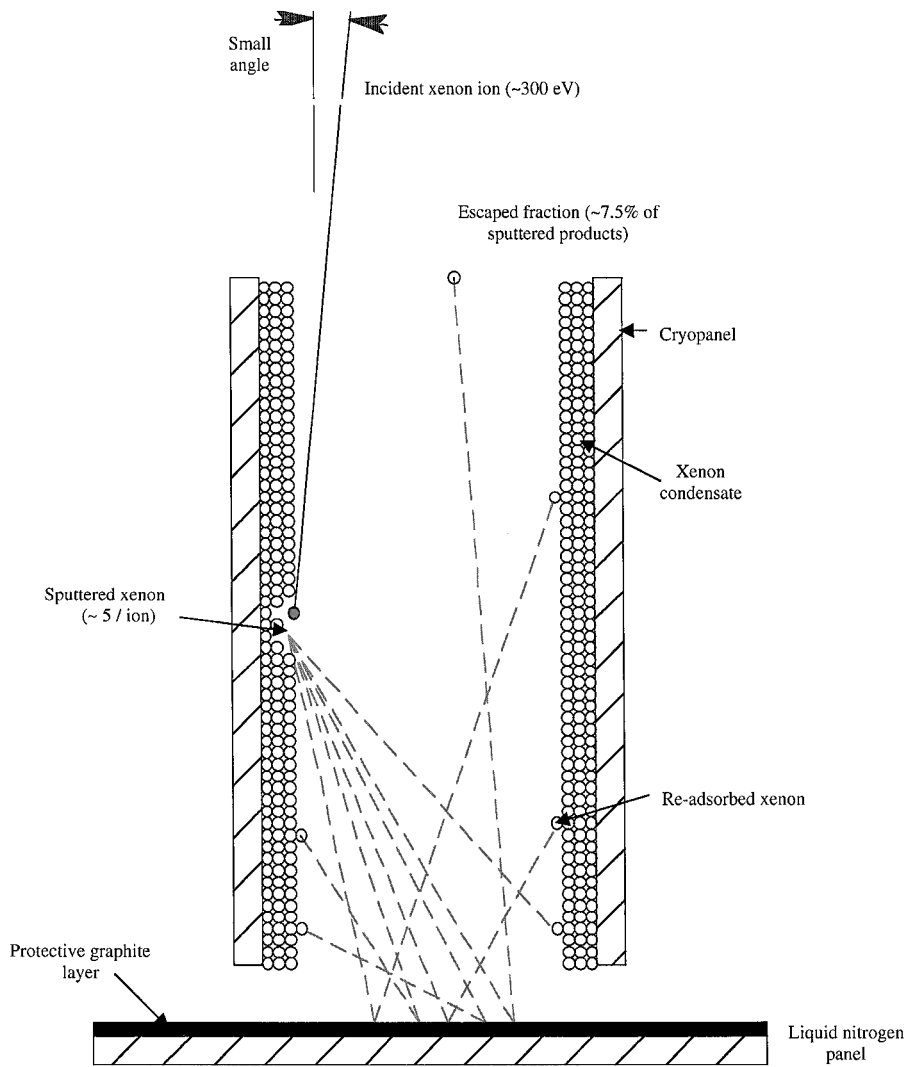 Small
angle
Incident xenon ion (~300 eV)
Escaped fraction (~7.5% of
sputtered products)
Cryopanel
Xenon
condensate
Sputtered xenon
(~ 5 / ion)
Re-adsorbed xenon
Protective graphite
layer
Liquid nitrogen
panel